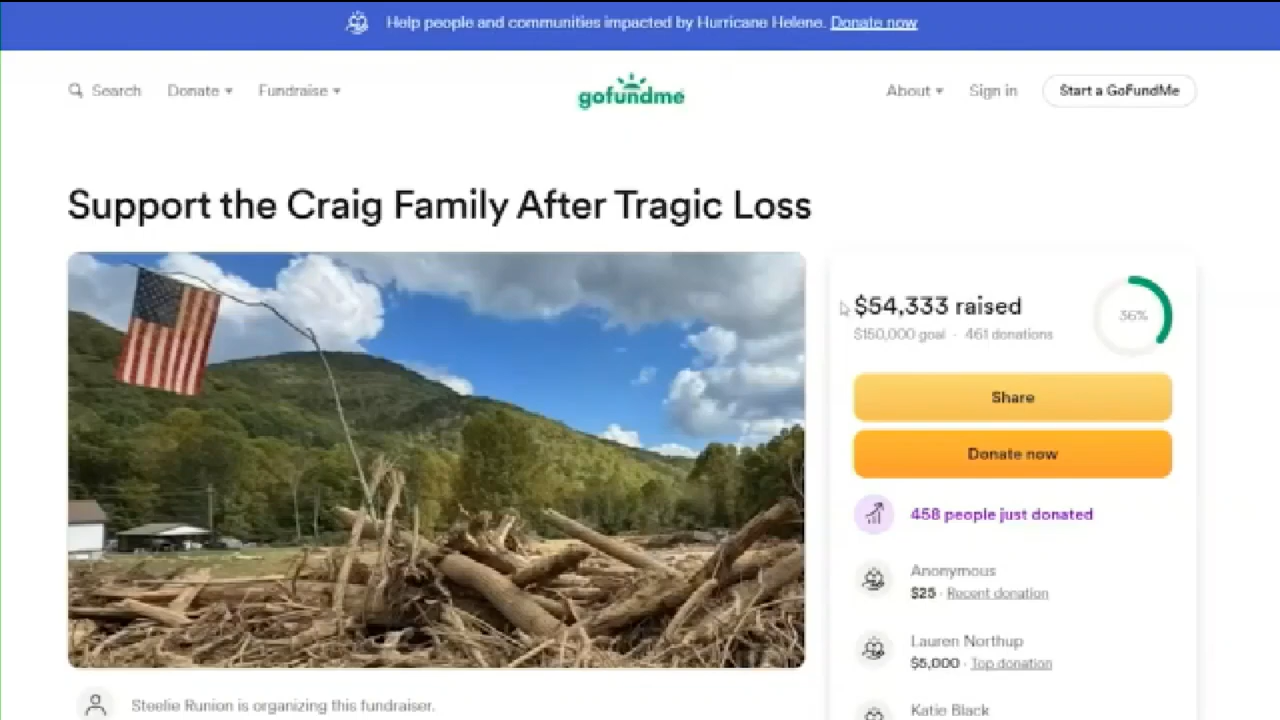 Help people and communities impacted by Hurricane Helene. Donate now
Search Donate Fundraise gofundme About Sign in Start a GoFundMe
Support the Craig Family After Tragic Loss
$54,333 raised
36%
$150,000 goal · 461 donations
Share
Donate now
458 people just donated
Anonymous
$25 · Recent donation
Lauren Northup
$5,000 · Top donation
Steelie Runion is organizing this fundraiser.
Katie Black